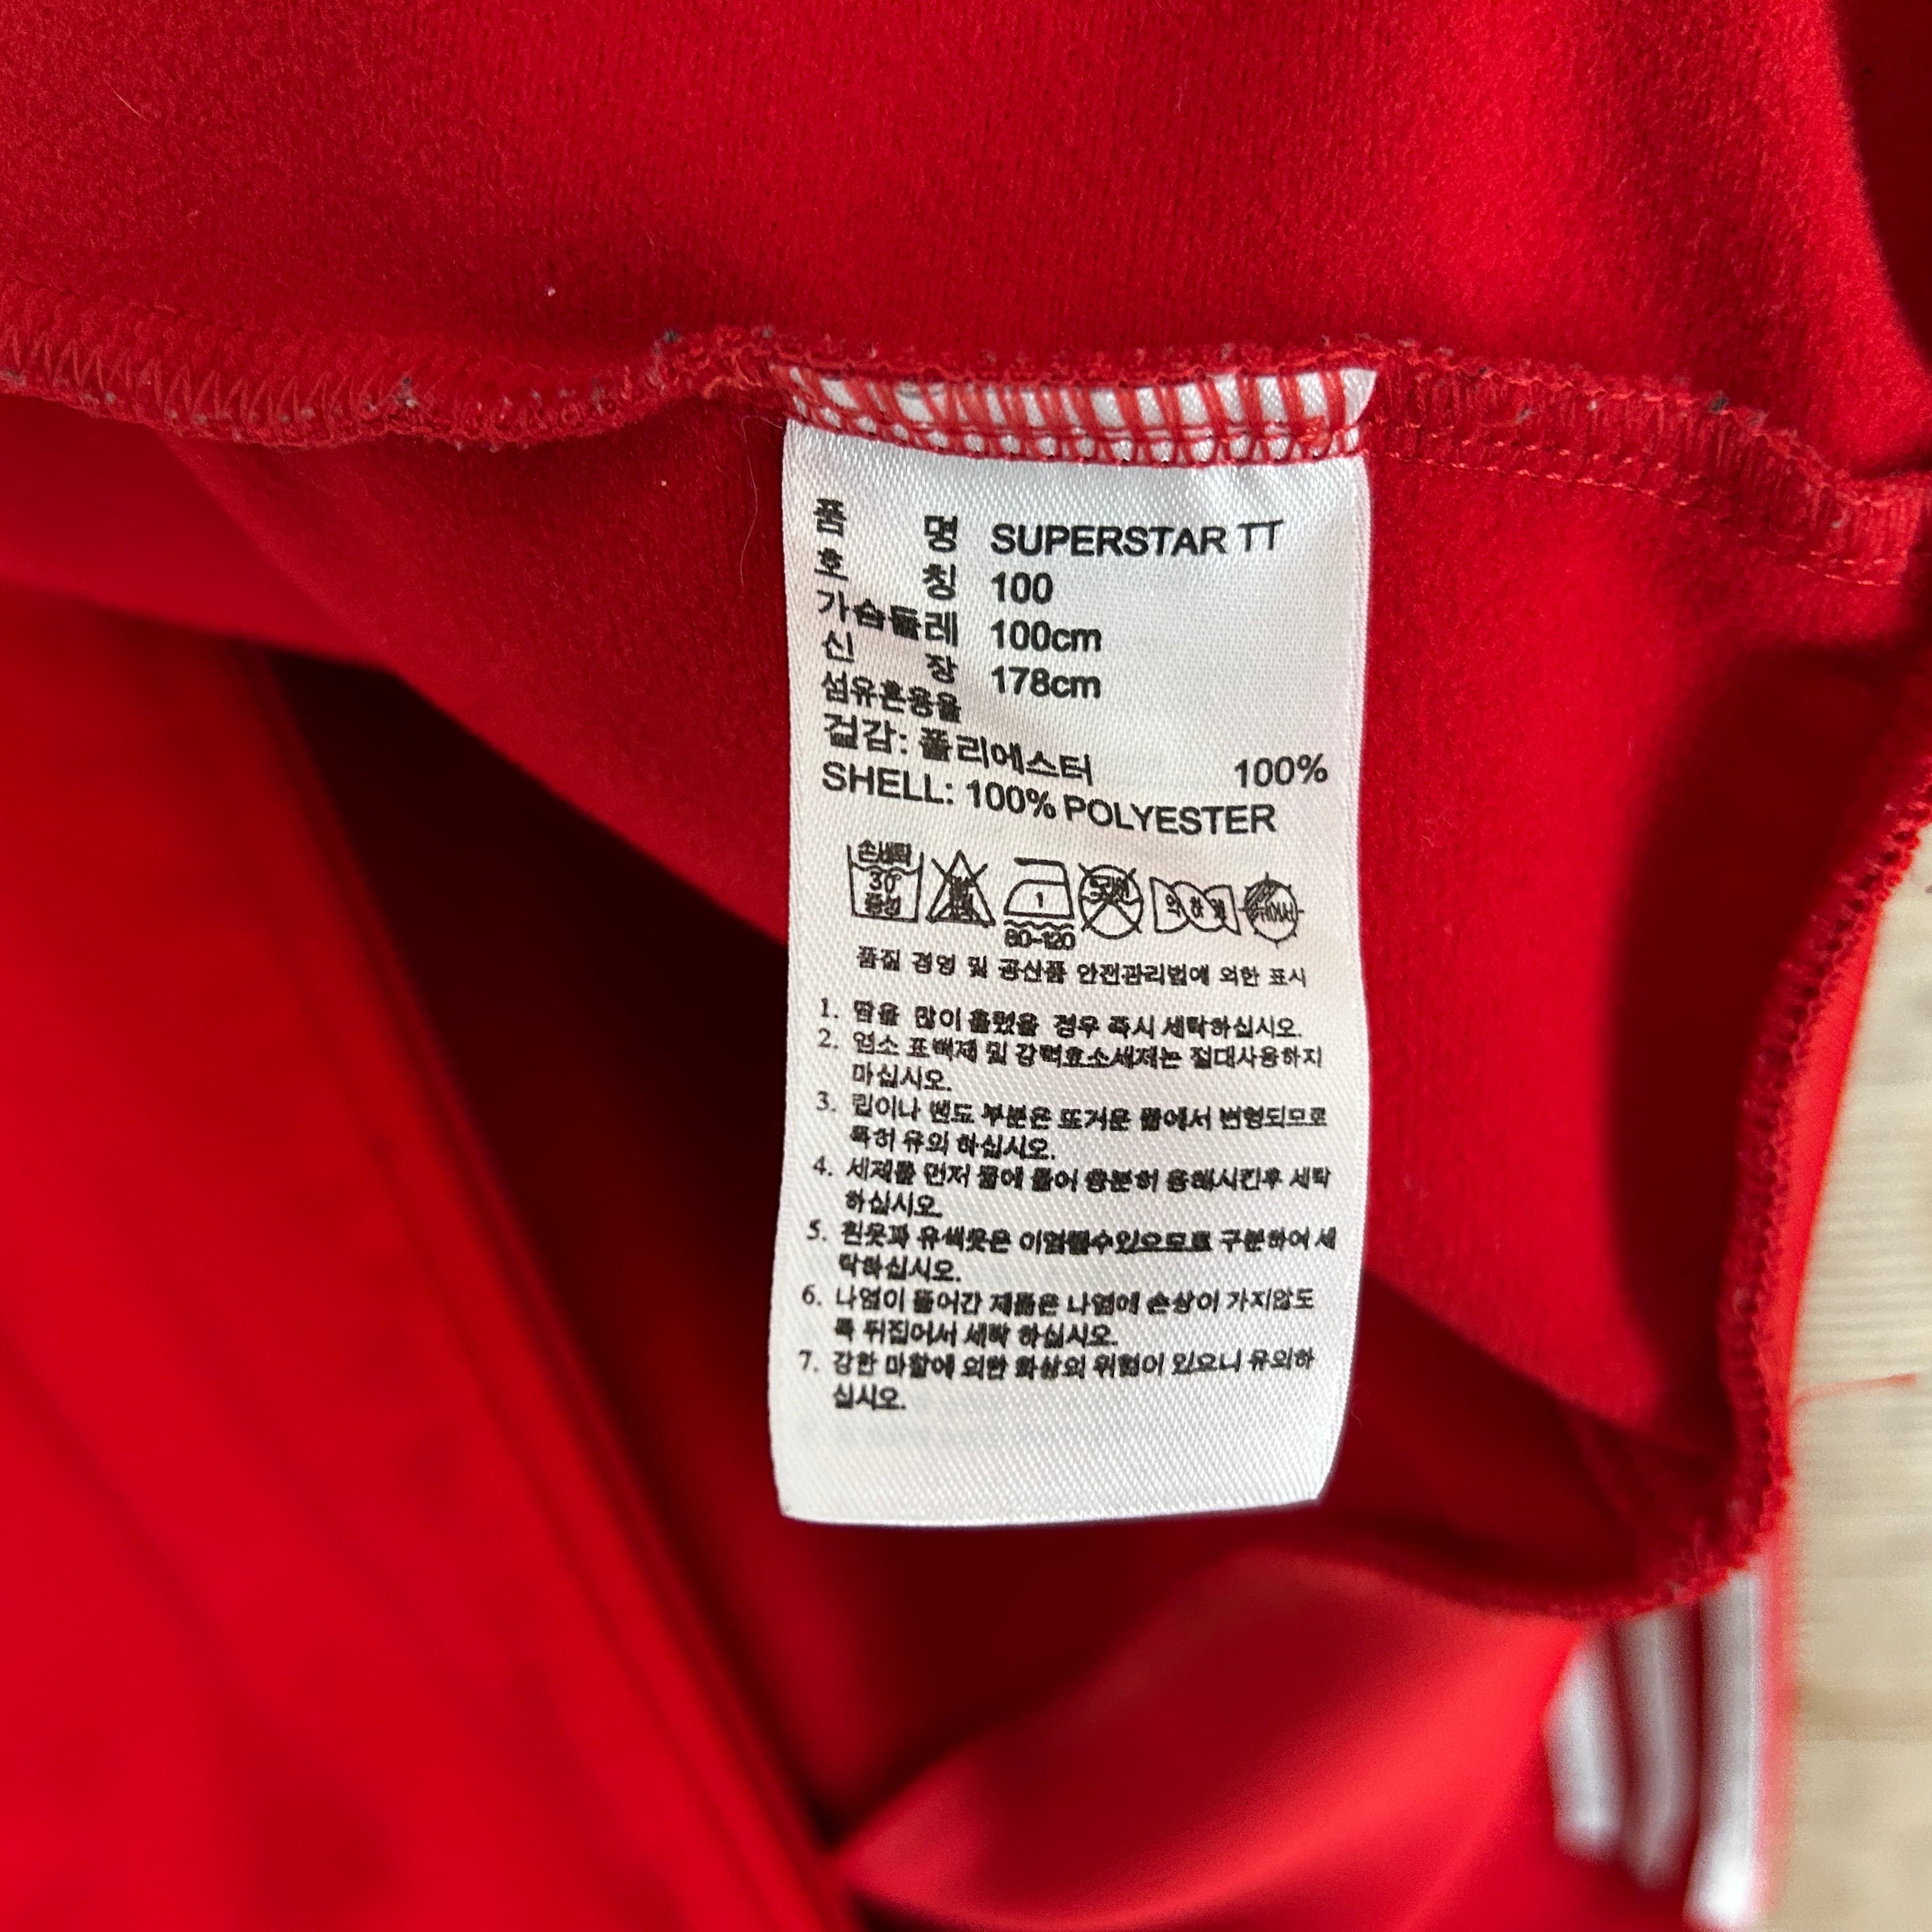 품 명 SUPERSTAR TT
호 칭 100
가슴둘레 100cm
신 장 178cm
섬유혼용율
겉감: 폴리에스터 100%
SHELL: 100% POLYESTER
손세탁
30°
중성
1
80~120
드라이
약 하 게
뉘어서
품질 경영 및 공산품 안전관리법에 의한 표시
1. 땀을 많이 흘렸을 경우 즉시 세탁하십시오.
2. 염소 표백제 및 강력효소세제는 절대사용하지
마십시오.
3. 립이나 밴드 부분은 뜨거운 물에서 변형되므로
특히 유의 하십시오.
4. 세제를 먼저 물에 풀어 충분히 용해시킨후 세탁
하십시오.
5. 흰옷과 유색옷은 이염될수있으므로 구분하여 세
탁하십시오.
6. 나염이 들어간 제품은 나염에 손상이 가지않도
록 뒤집어서 세탁 하십시오.
7. 강한 마찰에 의한 화상의 위험이 있으니 유의하
십시오.